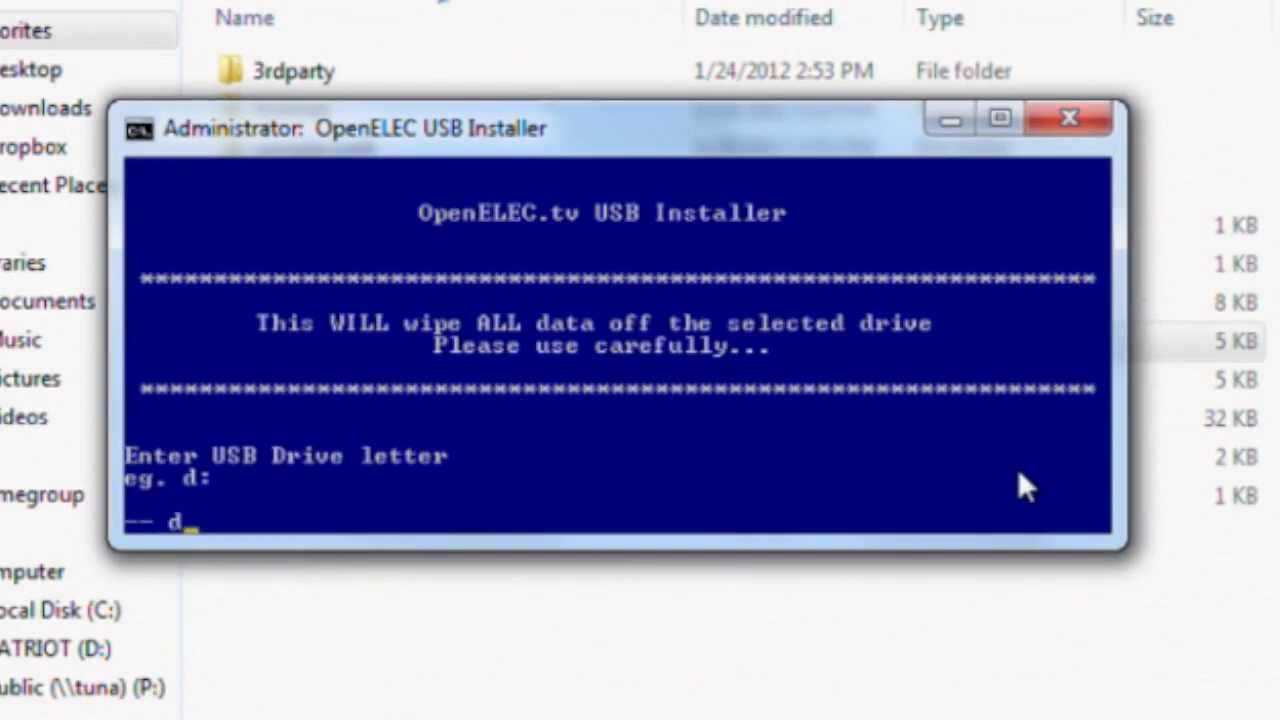 Name Date modified Type Size
orites
esktop
3rdparty 1/24/2012 2:53 PM File folder
ownloads
Administrator: OpenELEC USB Installer
ropbox
ecent Place
OpenELEC.tv USB Installer
1 KB
raries
1 KB
****************************************************************
ocuments
8 KB
This WILL wipe ALL data off the selected drive
usic
5 KB
Please use carefully...
ictures
5 KB
****************************************************************
ideos
32 KB
Enter USB Drive letter
2 KB
eg. d:
megroup
1 KB
-- d_
mputer
ocal Disk (C:)
ATRIOT (D:)
ublic (\\tuna) (P:)